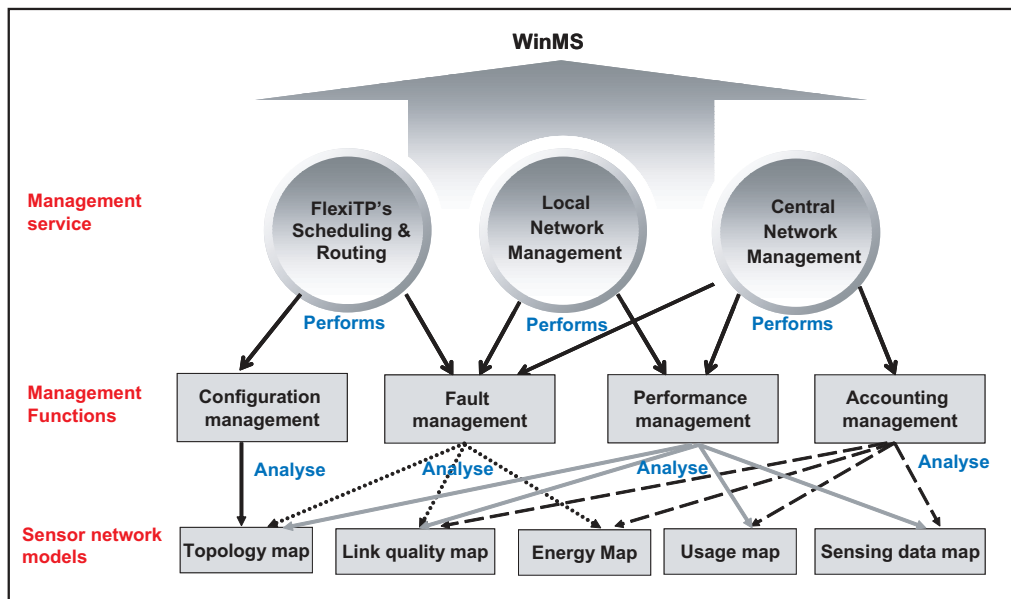 WinMS
Management
service
FlexiTP's
Scheduling &
Routing
Local
Network
Management
Central
Network
Management
Performs
Performs
Performs
Management
Functions
Configuration
management
Fault
management
Performance
management
Accounting
management
Analyse
Analyse
Analyse
Analyse
Sensor network
models
Topology map
Link quality map
Energy Map
Usage map
Sensing data map